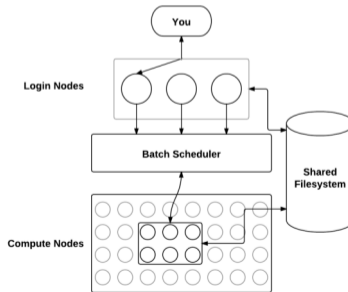 You
Login Nodes
Batch Scheduler
Shared
Filesystem
Compute Nodes